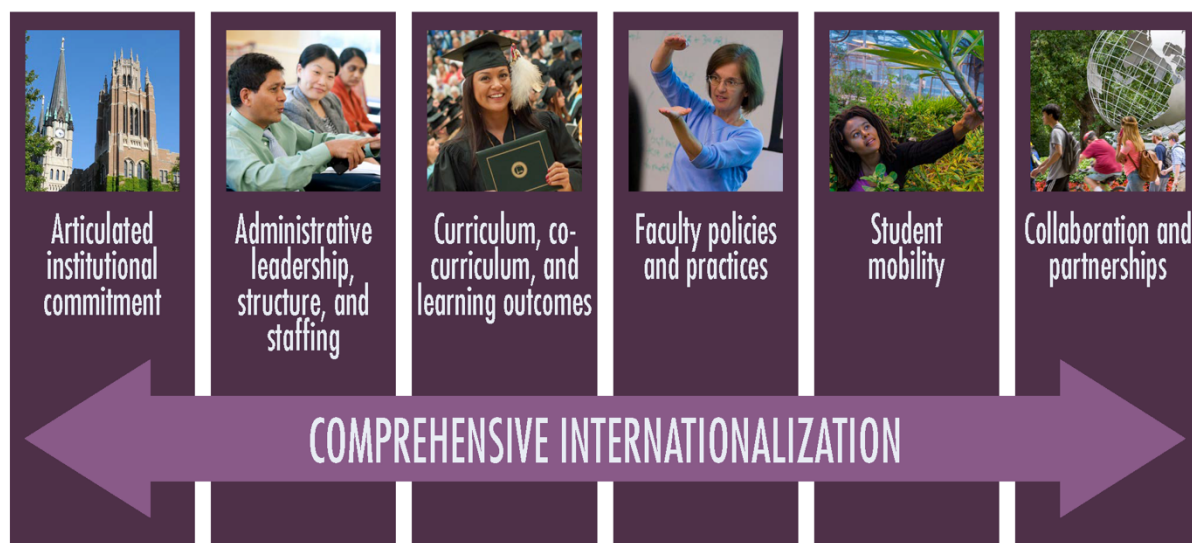 Articulated
institutional
commitment
Administrative
leadership,
structure, and
staffing
Curriculum, co-
curriculum, and
learning outcomes
Faculty policies
and practices
Student
mobility
Collaboration and
partnerships
COMPREHENSIVE INTERNATIONALIZATION